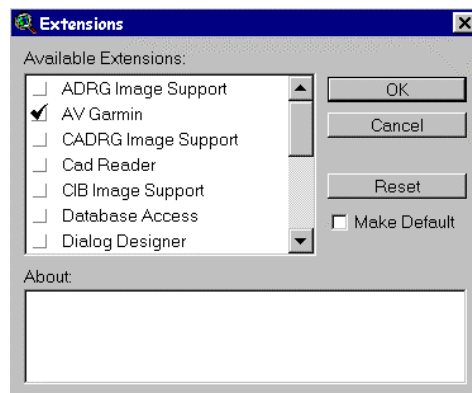 Extensions
Available Extensions:
ADRG Image Support
AV Garmin
CADRG Image Support
Cad Reader
CIB Image Support
Database Access
Dialog Designer
OK
Cancel
Reset
Make Default
About: